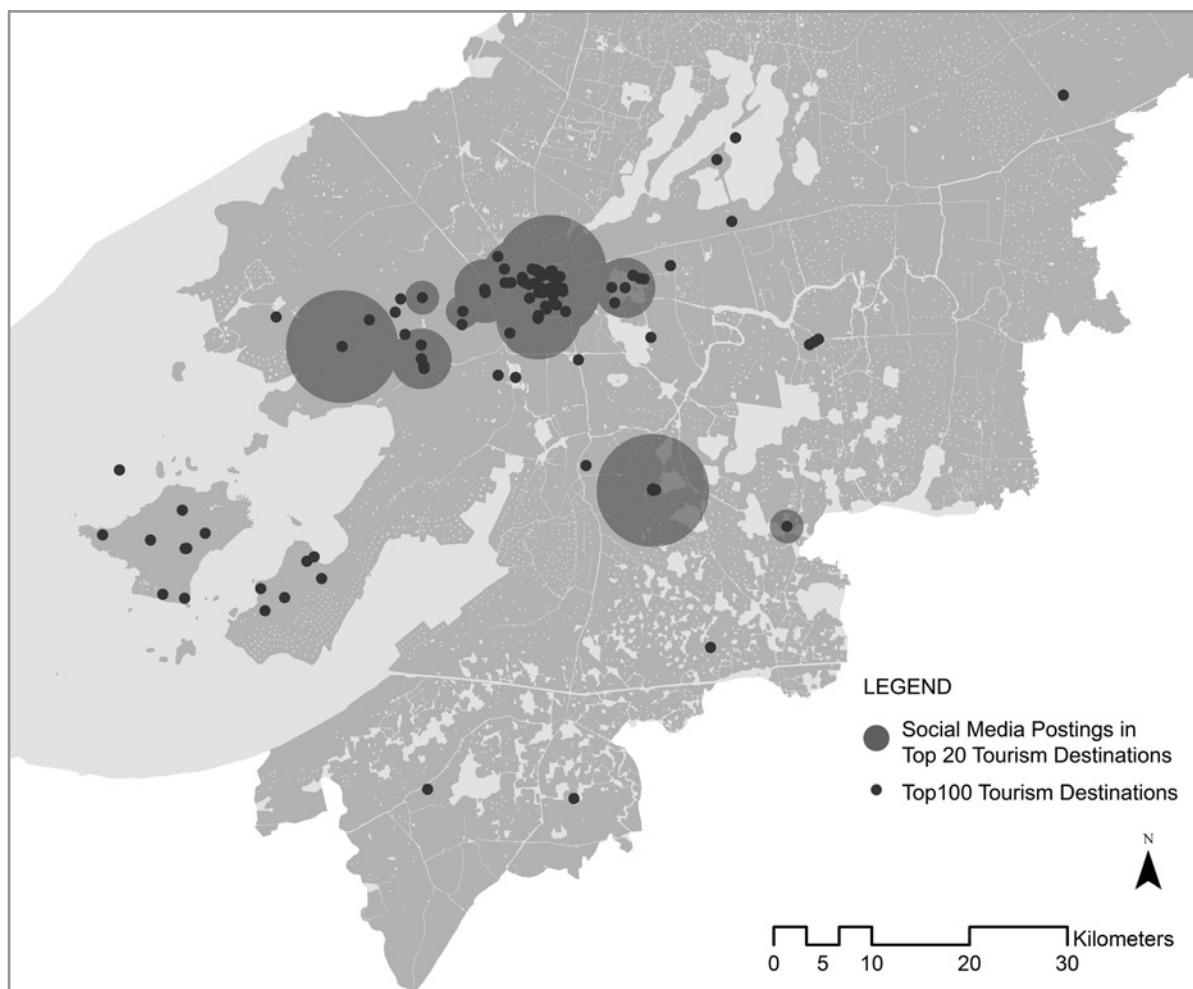 LEGEND
Social Media Postings in
Top 20 Tourism Destinations
Top100 Tourism Destinations
N
Kilometers
0 5 10 20 30